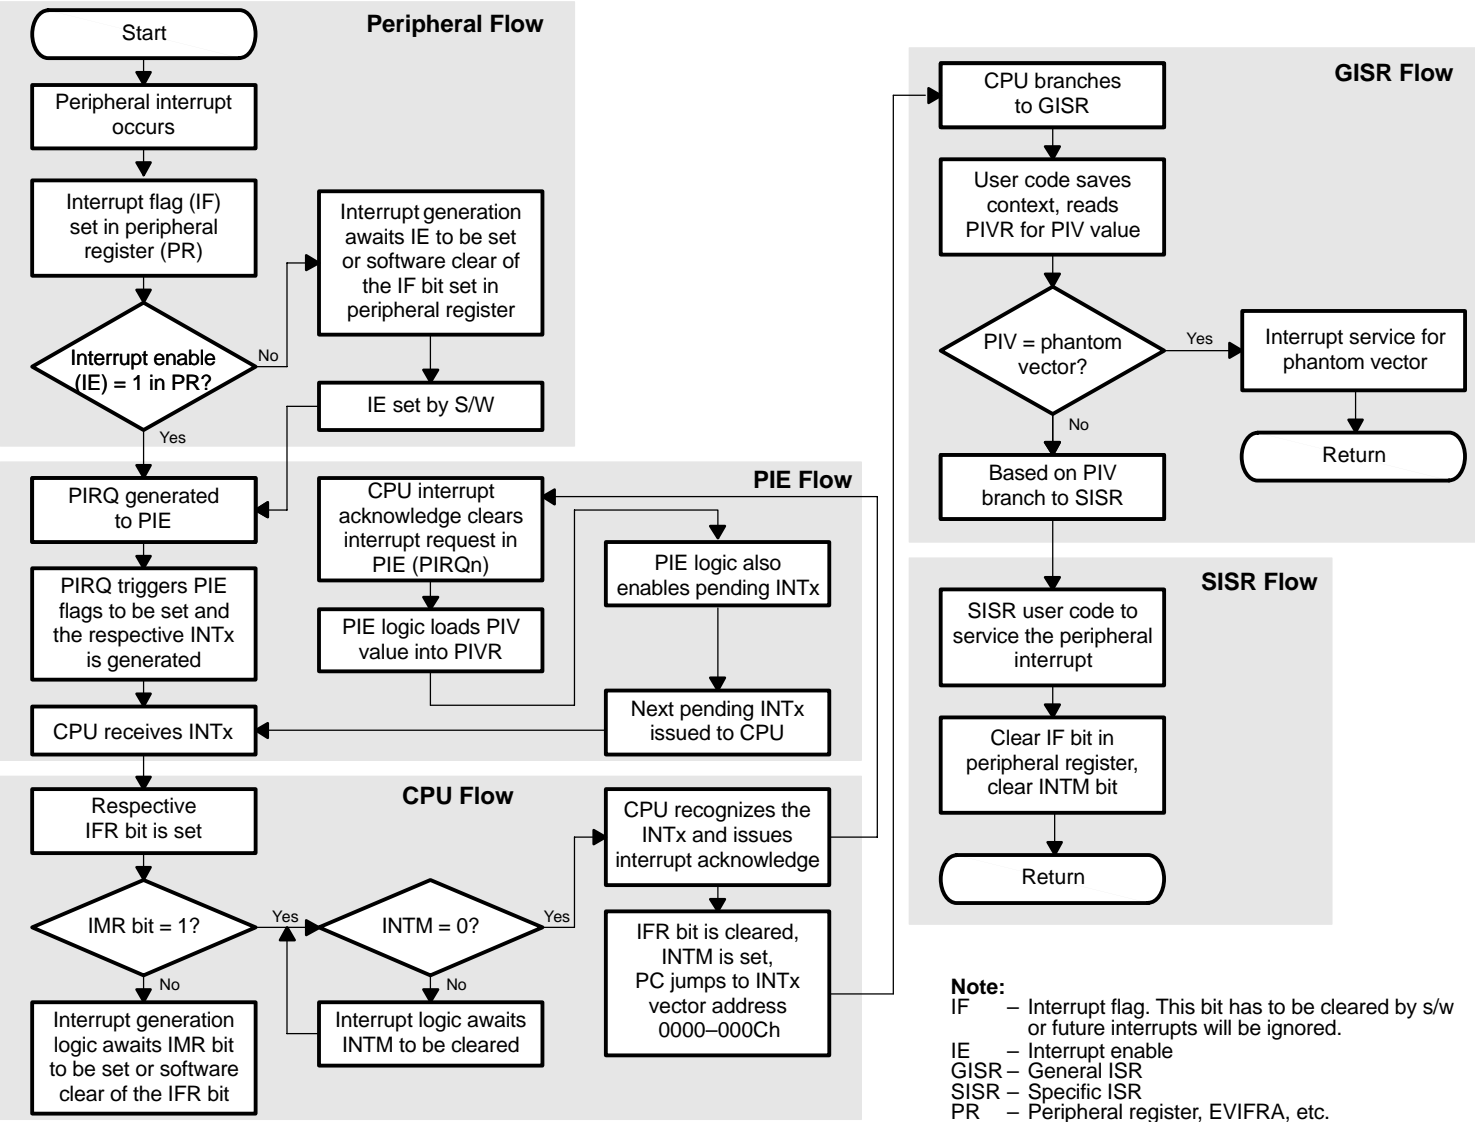 Peripheral Flow
Start
Peripheral interrupt
occurs
Interrupt flag (IF)
set in peripheral
register (PR)
Interrupt generation
awaits IE to be set
or software clear of
the IF bit set in
peripheral register
Interrupt enable
(IE) = 1 in PR?
No
IE set by S/W
Yes
PIE Flow
PIRQ generated
to PIE
CPU interrupt
acknowledge clears
interrupt request in
PIE (PIRQn)
PIE logic also
enables pending INTx
PIRQ triggers PIE
flags to be set and
the respective INTx
is generated
PIE logic loads PIV
value into PIVR
CPU receives INTx
Next pending INTx
issued to CPU
CPU Flow
Respective
IFR bit is set
CPU recognizes the
INTx and issues
interrupt acknowledge
IMR bit = 1?
Yes
INTM = 0?
Yes
IFR bit is cleared,
INTM is set,
PC jumps to INTx
vector address
0000–000Ch
No
No
Interrupt generation
logic awaits IMR bit
to be set or software
clear of the IFR bit
Interrupt logic awaits
INTM to be cleared
GISR Flow
CPU branches
to GISR
User code saves
context, reads
PIVR for PIV value
PIV = phantom
vector?
Yes
Interrupt service for
phantom vector
No
Return
Based on PIV
branch to SISR
SISR Flow
SISR user code to
service the peripheral
interrupt
Clear IF bit in
peripheral register,
clear INTM bit
Return
Note:
IF – Interrupt flag. This bit has to be cleared by s/w
or future interrupts will be ignored.
IE – Interrupt enable
GISR – General ISR
SISR – Specific ISR
PR – Peripheral register, EVIFRA, etc.